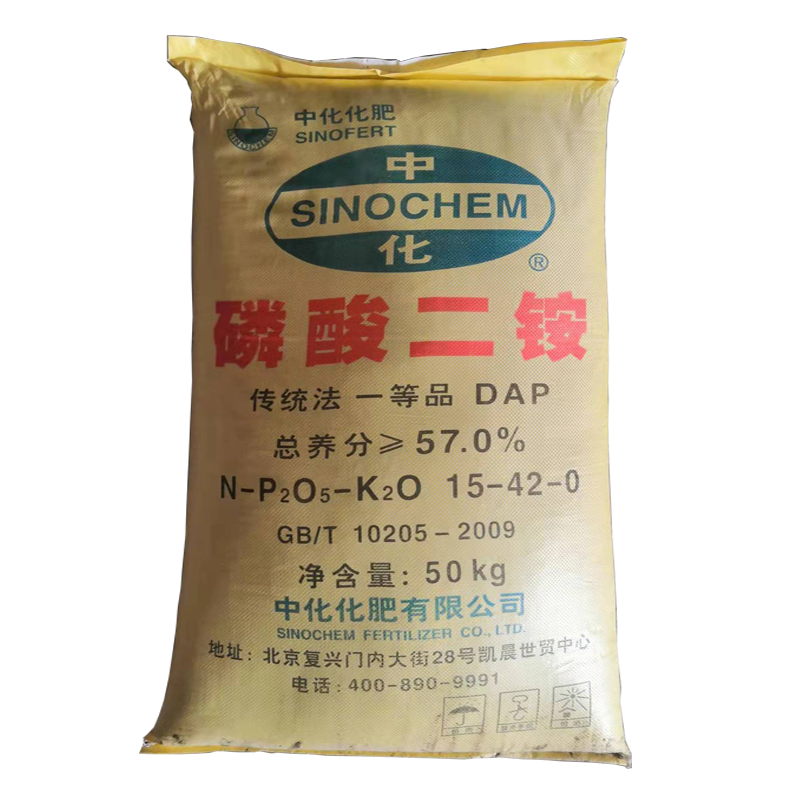 中化化肥
SINOFERT
SINOCHEM
中
SINOCHEM
化
®
磷酸二铵
传统法 一等品 DAP
总养分≥57.0%
N-P₂O₅-K₂O 15-42-0
GB/T 10205-2009
净含量: 50kg
中化化肥有限公司
SINOCHEM FERTILIZER CO., LTD.
地址: 北京复兴门内大街28号凯晨世贸中心
电话: 400-890-9991